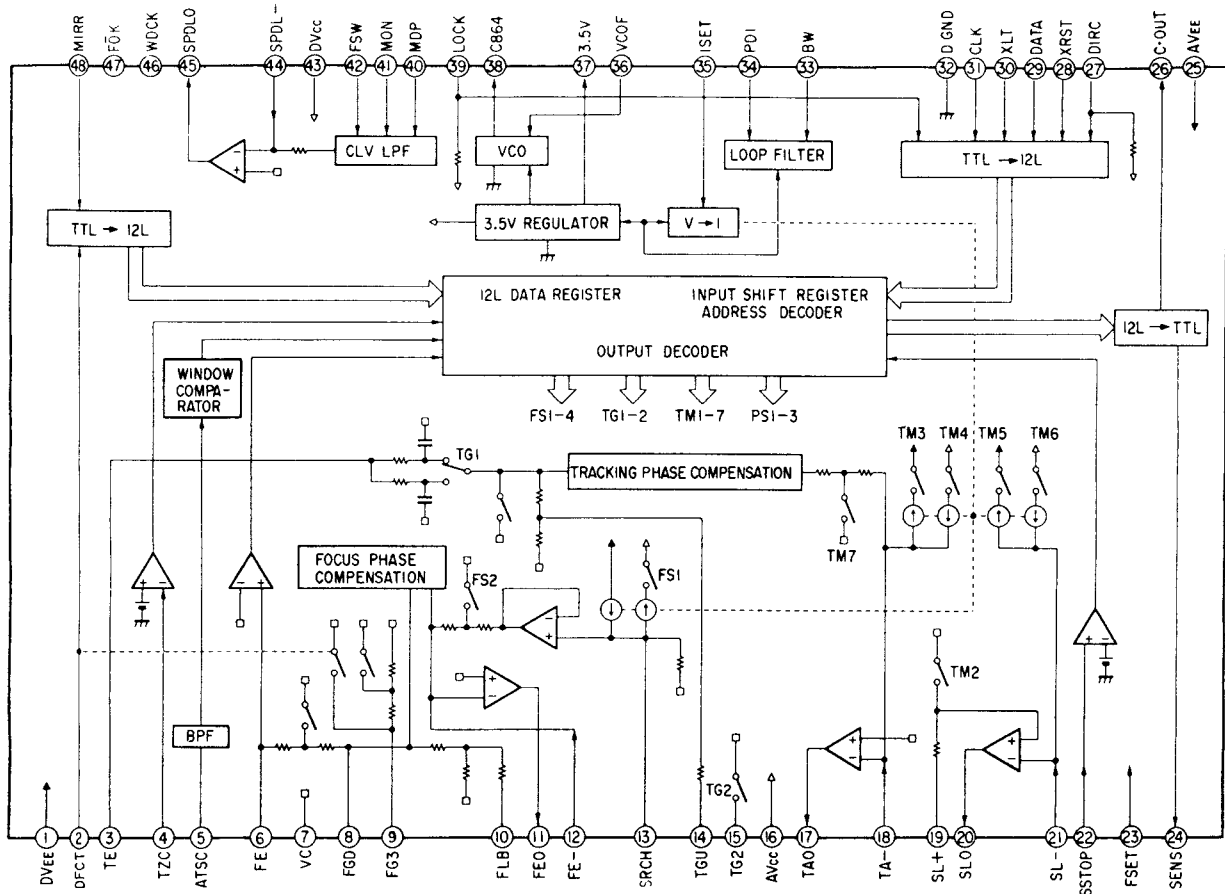 MIRR
FOK
WDCK
SPDLO
SPDL-
DVcc
FSW
MON
MDP
LOCK
C864
3.5V
VCOF
ISET
PDI
BW
D GND
CLK
XLT
DATA
XRST
DIRC
C·OUT
AVEE
48
47
46
45
44
43
42
41
40
39
38
37
36
35
34
33
32
31
30
29
28
27
26
25
-
+
CLV LPF
VCO
LOOP FILTER
TTL → 12L
TTL → 12L
3.5V REGULATOR
V → I
12L DATA REGISTER
INPUT SHIFT REGISTER
ADDRESS DECODER
OUTPUT DECODER
12L → TTL
WINDOW
COMPA-
RATOR
FS1-4
TG1-2
TM1-7
PS1-3
TG1
TRACKING PHASE COMPENSATION
TM7
TM3
TM4
TM5
TM6
+ -
- +
FOCUS PHASE
COMPENSATION
FS2
-
+
FS1
+ -
+
-
TM2
BPF
+
-
+
-
TG2
1
2
3
4
5
6
7
8
9
10
11
12
13
14
15
16
17
18
19
20
21
22
23
24
DVEE
DFCT
TE
TZC
ATSC
FE
VC
FGD
FG3
FLB
FEO
FE-
SRCH
TGU
TG2
AVcc
TAO
TA-
SL+
SLO
SL-
SSTOP
FSET
SENS